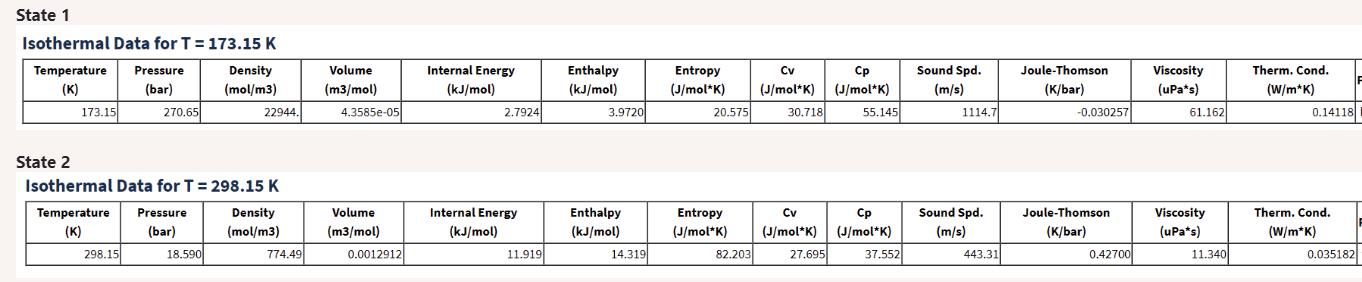 State 1
Isothermal Data for T = 173.15 K
Temperature (K) Pressure (bar) Density (mol/m3) Volume (m3/mol) Internal Energy (kJ/mol) Enthalpy (kJ/mol) Entropy (J/mol*K) Cv (J/mol*K) Cp (J/mol*K) Sound Spd. (m/s) Joule-Thomson (K/bar) Viscosity (uPa*s) Therm. Cond. (W/m*K)
173.15 270.65 22944. 4.3585e-05 2.7924 3.9720 20.575 30.718 55.145 1114.7 -0.030257 61.162 0.14118
State 2
Isothermal Data for T = 298.15 K
Temperature (K) Pressure (bar) Density (mol/m3) Volume (m3/mol) Internal Energy (kJ/mol) Enthalpy (kJ/mol) Entropy (J/mol*K) Cv (J/mol*K) Cp (J/mol*K) Sound Spd. (m/s) Joule-Thomson (K/bar) Viscosity (uPa*s) Therm. Cond. (W/m*K)
298.15 18.590 774.49 0.0012912 11.919 14.319 82.203 27.695 37.552 443.31 0.42700 11.340 0.035182